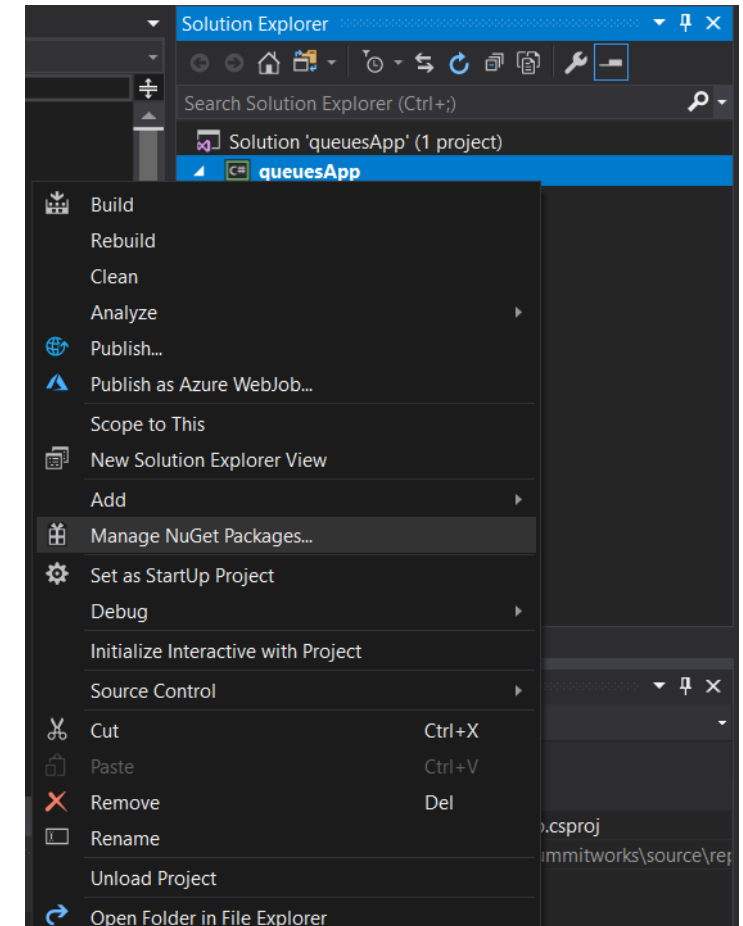 Solution Explorer
Search Solution Explorer (Ctrl+;)
Solution 'queuesApp' (1 project)
C# queuesApp
Build
Rebuild
Clean
Analyze
Publish...
Publish as Azure WebJob...
Scope to This
New Solution Explorer View
Add
Manage NuGet Packages...
Set as StartUp Project
Debug
Initialize Interactive with Project
Source Control
Cut Ctrl+X
Paste Ctrl+V
Remove Del
.csproj
Rename
mmitworks\source\rep
Unload Project
Open Folder in File Explorer